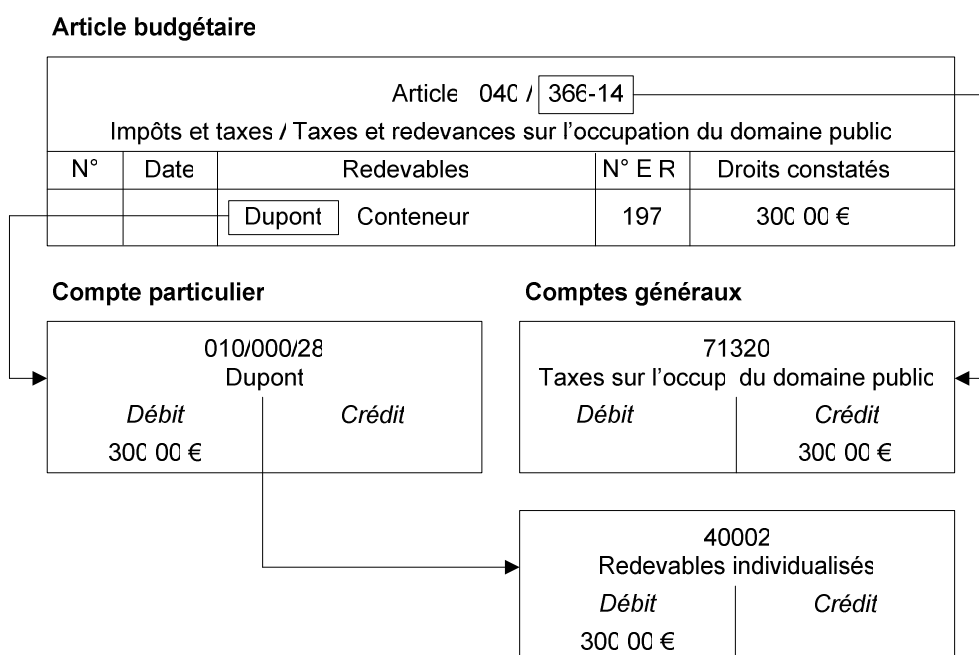 Article budgétaire
Article 040 / 366-14
Impôts et taxes / Taxes et redevances sur l'occupation du domaine public
N° Date Redevables N° E R Droits constatés
Dupont Conteneur 197 300 00 €
Compte particulier
010/000/28
Dupont
Débit Crédit
300 00 €
Comptes généraux
71320
Taxes sur l'occup du domaine public
Débit Crédit
300 00 €
40002
Redevables individualisés
Débit Crédit
300 00 €